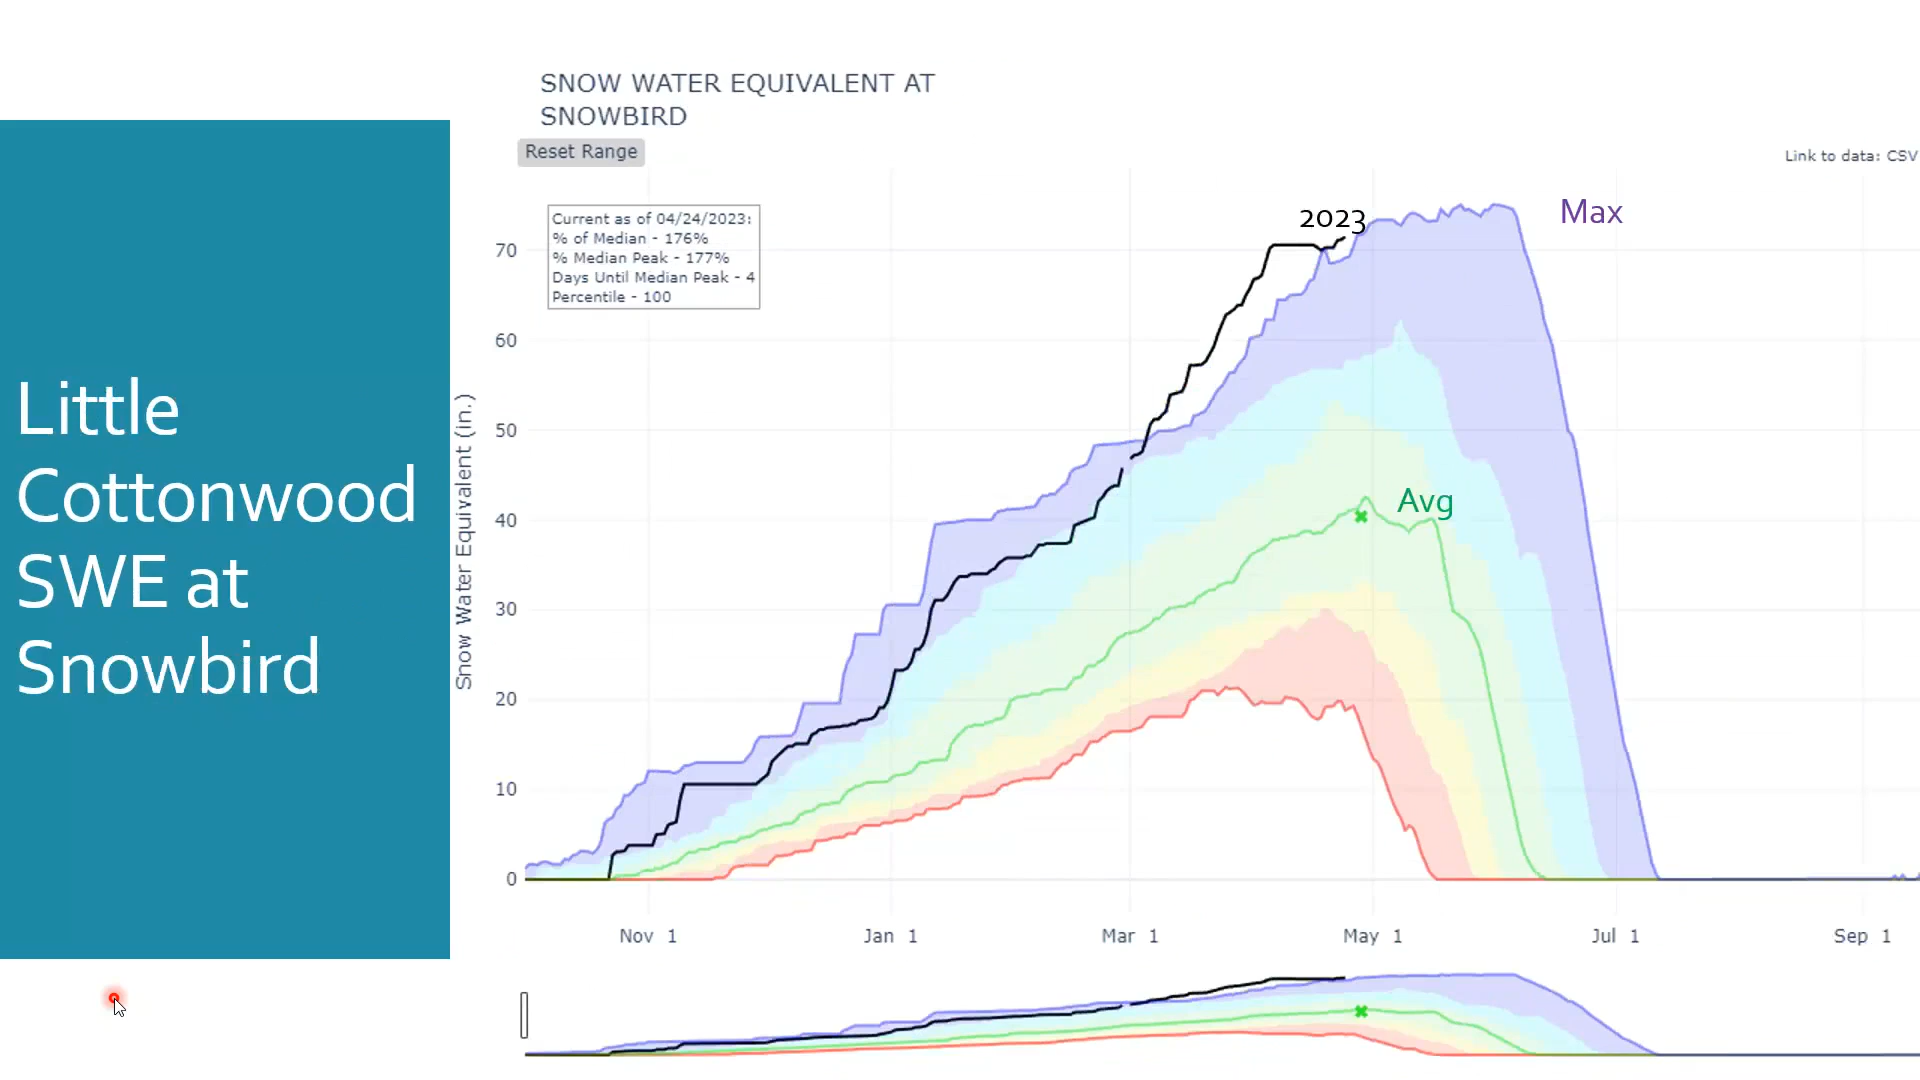 SNOW WATER EQUIVALENT AT
SNOWBIRD
Reset Range
Link to data: CSV
Current as of 04/24/2023:
% of Median - 176%
% Median Peak - 177%
Days Until Median Peak - 4
Percentile - 100
2023
Max
Avg
Little
Cottonwood
SWE at
Snowbird
Snow Water Equivalent (in.)
70
60
50
40
30
20
10
0
Nov 1
Jan 1
Mar 1
May 1
Jul 1
Sep 1